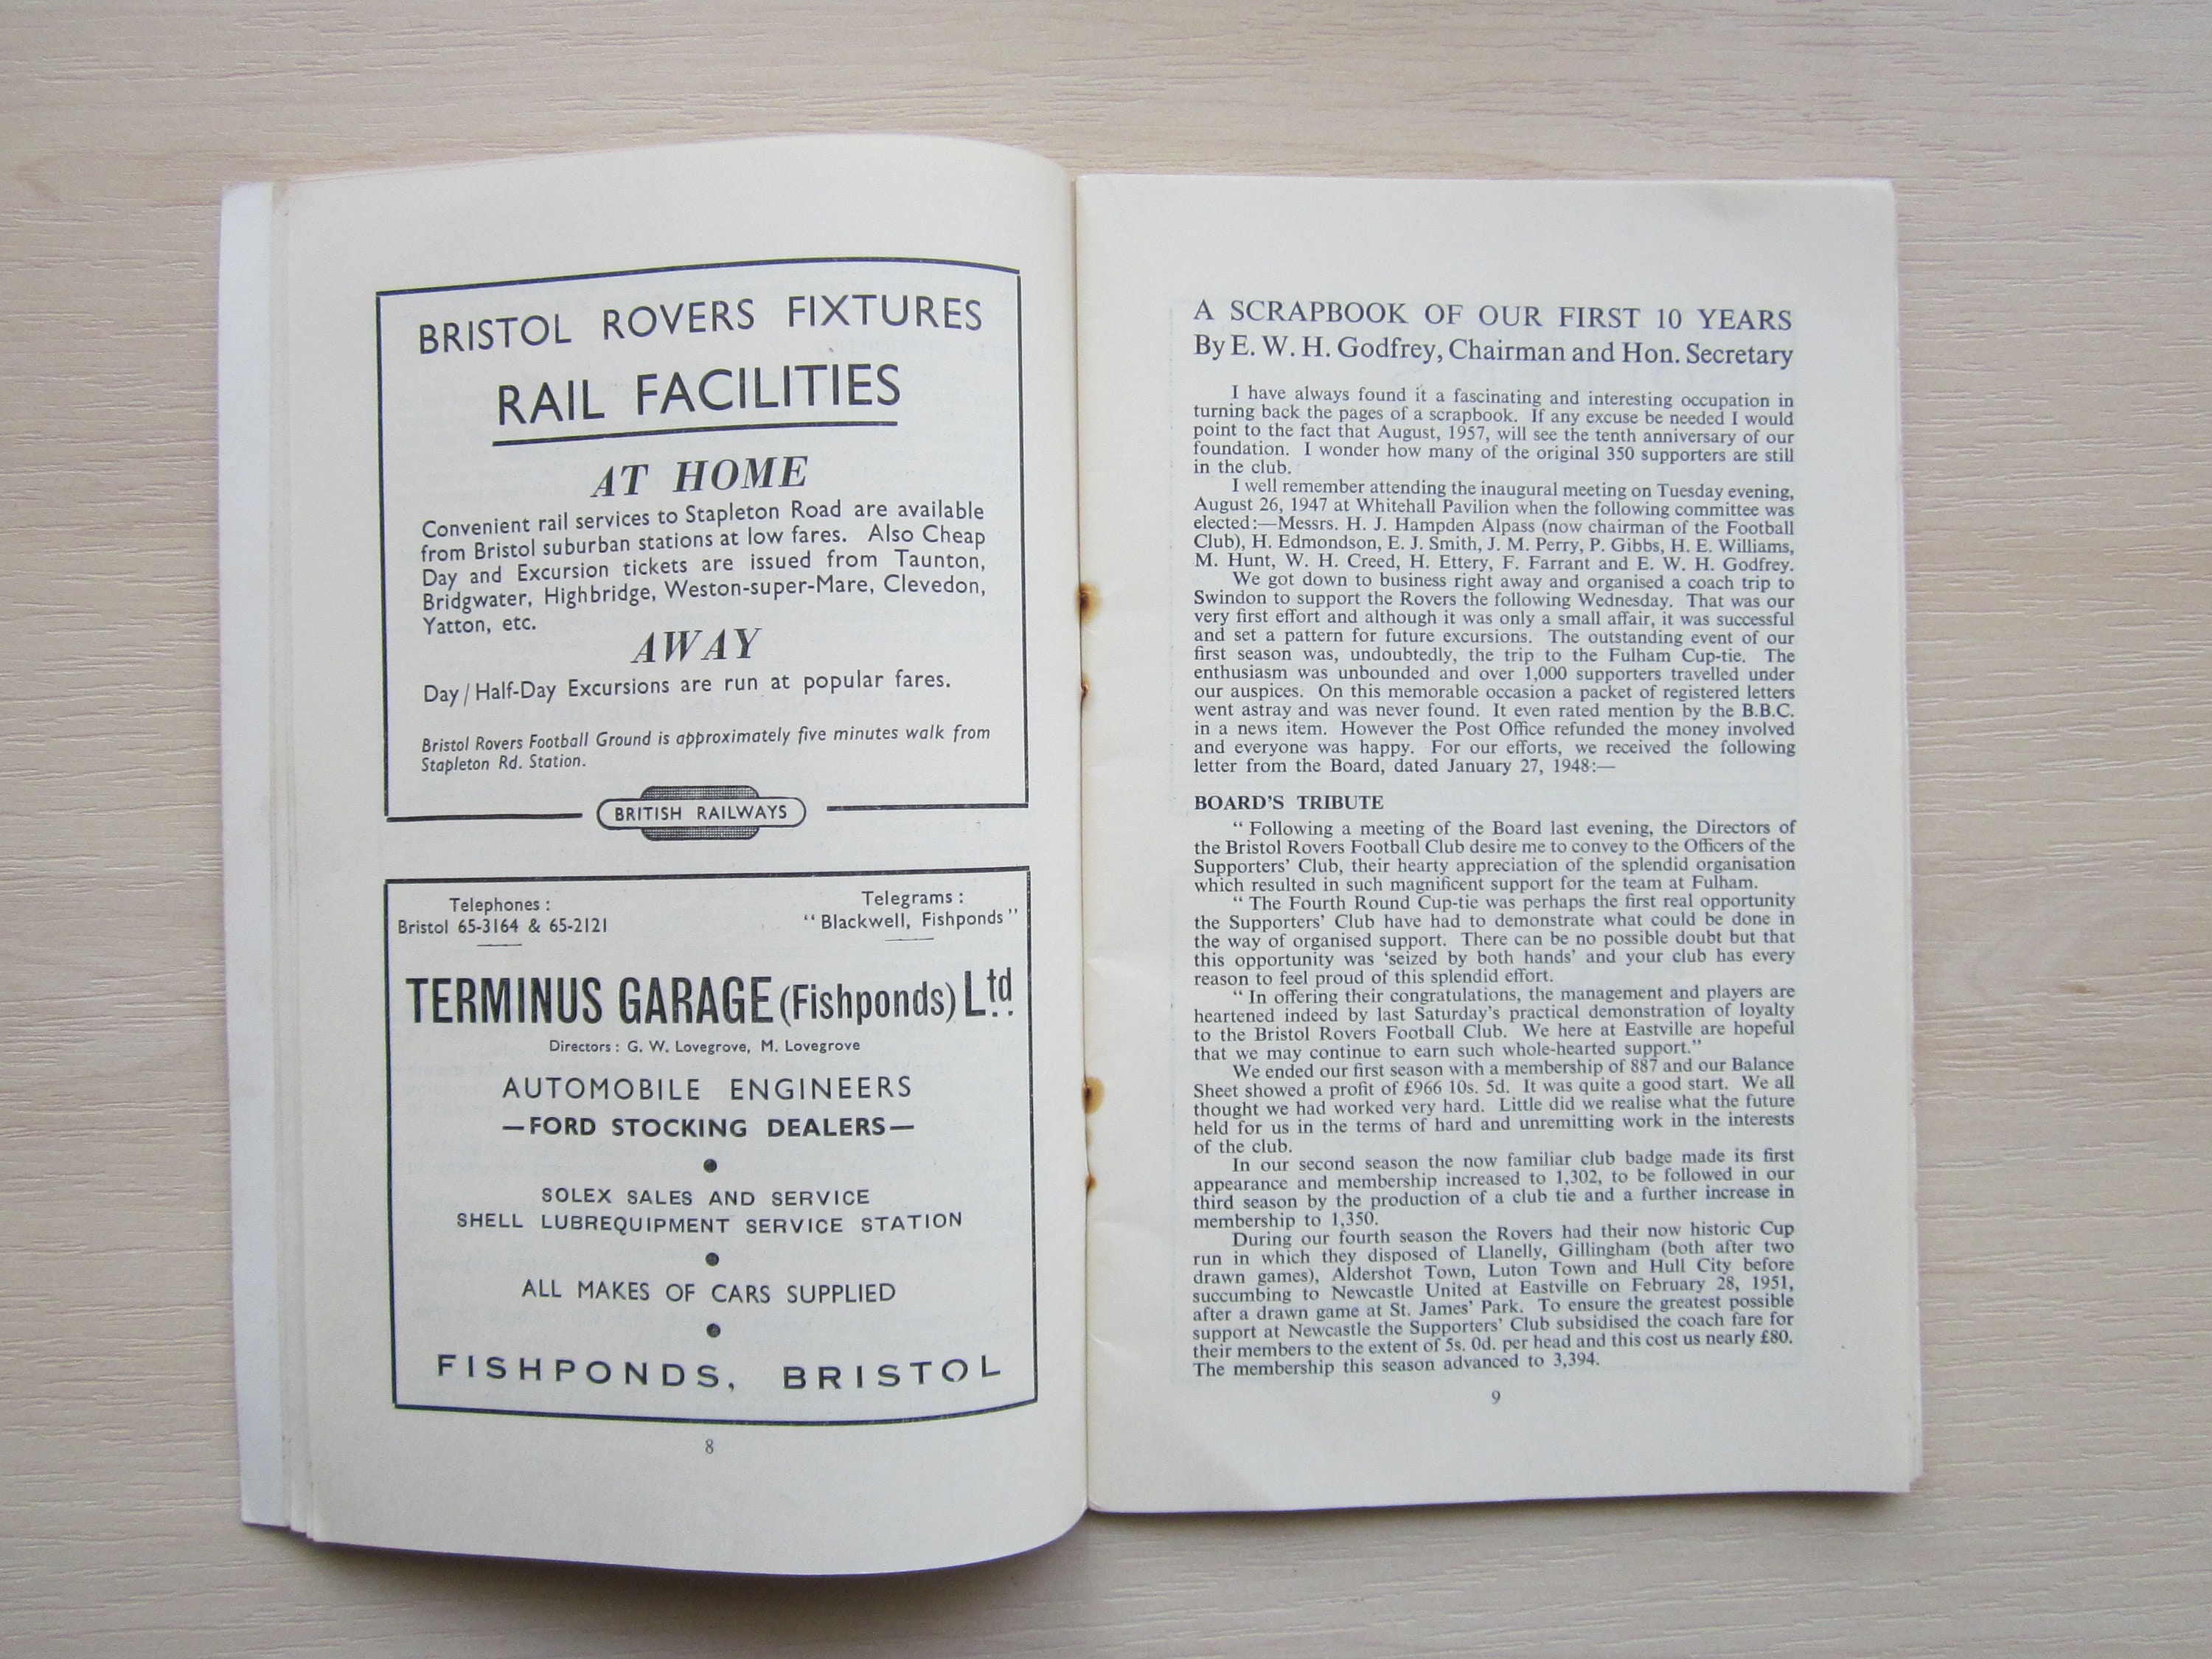 BRISTOL ROVERS FIXTURES
RAIL FACILITIES
AT HOME
Convenient rail services to Stapleton Road are available
from Bristol suburban stations at low fares. Also Cheap
Day and Excursion tickets are issued from Taunton,
Bridgwater, Highbridge, Weston-super-Mare, Clevedon,
Yatton, etc.
AWAY
Day/Half-Day Excursions are run at popular fares.
Bristol Rovers Football Ground is approximately five minutes walk from
Stapleton Rd. Station.
BRITISH RAILWAYS
Telephones :
Bristol 65-3164 & 65-2121
Telegrams :
“Blackwell, Fishponds”
TERMINUS GARAGE (Fishponds) Ltd.
Directors : G. W. Lovegrove, M. Lovegrove
AUTOMOBILE ENGINEERS
—FORD STOCKING DEALERS—
SOLEX SALES AND SERVICE
SHELL LUBREQUIPMENT SERVICE STATION
ALL MAKES OF CARS SUPPLIED
FISHPONDS, BRISTOL
8
A SCRAPBOOK OF OUR FIRST 10 YEARS
By E. W. H. Godfrey, Chairman and Hon. Secretary
I have always found it a fascinating and interesting occupation in
turning back the pages of a scrapbook. If any excuse be needed I would
point to the fact that August, 1957, will see the tenth anniversary of our
foundation. I wonder how many of the original 350 supporters are still
in the club.
I well remember attending the inaugural meeting on Tuesday evening,
August 26, 1947 at Whitehall Pavilion when the following committee was
elected:—Messrs. H. J. Hampden Alpass (now chairman of the Football
Club), H. Edmondson, E. J. Smith, J. M. Perry, P. Gibbs, H. E. Williams,
M. Hunt, W. H. Creed, H. Ettery, F. Farrant and E. W. H. Godfrey.
We got down to business right away and organised a coach trip to
Swindon to support the Rovers the following Wednesday. That was our
very first effort and although it was only a small affair, it was successful
and set a pattern for future excursions. The outstanding event of our
first season was, undoubtedly, the trip to the Fulham Cup-tie. The
enthusiasm was unbounded and over 1,000 supporters travelled under
our auspices. On this memorable occasion a packet of registered letters
went astray and was never found. It even rated mention by the B.B.C.
in a news item. However the Post Office refunded the money involved
and everyone was happy. For our efforts, we received the following
letter from the Board, dated January 27, 1948:—
BOARD'S TRIBUTE
“ Following a meeting of the Board last evening, the Directors of
the Bristol Rovers Football Club desire me to convey to the Officers of the
Supporters' Club, their hearty appreciation of the splendid organisation
which resulted in such magnificent support for the team at Fulham.
“ The Fourth Round Cup-tie was perhaps the first real opportunity
the Supporters' Club have had to demonstrate what could be done in
the way of organised support. There can be no possible doubt but that
this opportunity was ‘seized by both hands’ and your club has every
reason to feel proud of this splendid effort.
“ In offering their congratulations, the management and players are
heartened indeed by last Saturday's practical demonstration of loyalty
to the Bristol Rovers Football Club. We here at Eastville are hopeful
that we may continue to earn such whole-hearted support.”
We ended our first season with a membership of 887 and our Balance
Sheet showed a profit of £966 10s. 5d. It was quite a good start. We all
thought we had worked very hard. Little did we realise what the future
held for us in the terms of hard and unremitting work in the interests
of the club.
In our second season the now familiar club badge made its first
appearance and membership increased to 1,302, to be followed in our
third season by the production of a club tie and a further increase in
membership to 1,350.
During our fourth season the Rovers had their now historic Cup
run in which they disposed of Llanelly, Gillingham (both after two
drawn games), Aldershot Town, Luton Town and Hull City before
succumbing to Newcastle United at Eastville on February 28, 1951,
after a drawn game at St. James' Park. To ensure the greatest possible
support at Newcastle the Supporters' Club subsidised the coach fare for
their members to the extent of 5s. 0d. per head and this cost us nearly £80.
The membership this season advanced to 3,394.
9